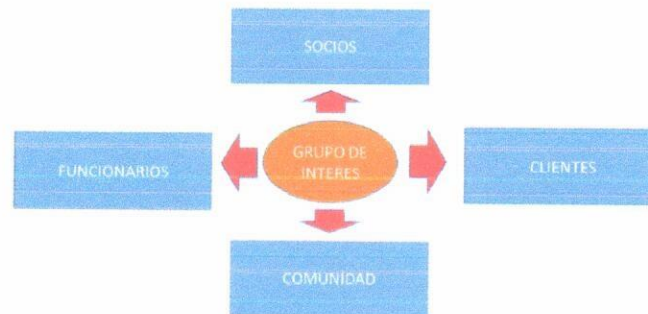 SOCIOS
FUNCIONARIOS
GRUPO DE
INTERES
CLIENTES
COMUNIDAD